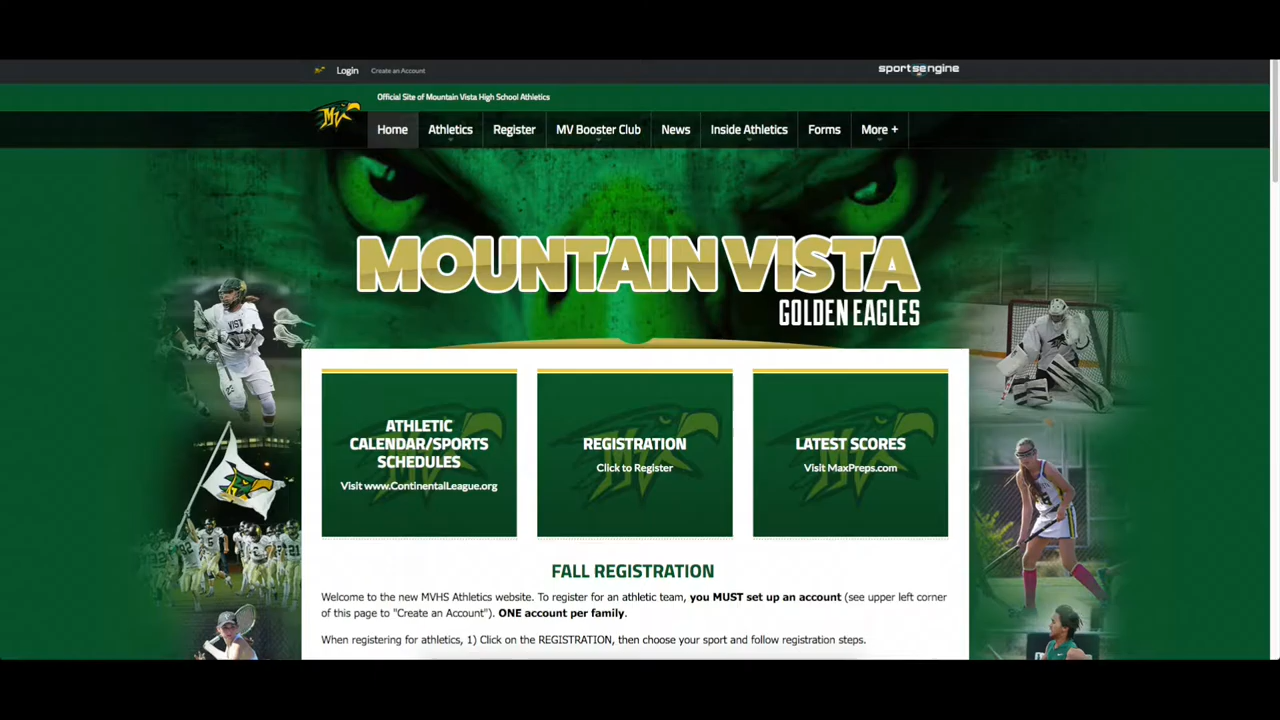 Login Create an Account sportsengine
Official Site of Mountain Vista High School Athletics
MV
Home Athletics Register MV Booster Club News Inside Athletics Forms More +
MOUNTAIN VISTA
GOLDEN EAGLES
VISTA
ATHLETIC
CALENDAR/SPORTS
SCHEDULES
Visit www.ContinentalLeague.org
REGISTRATION
Click to Register
LATEST SCORES
Visit MaxPreps.com
FALL REGISTRATION
Welcome to the new MVHS Athletics website. To register for an athletic team, you MUST set up an account (see upper left corner
of this page to "Create an Account"). ONE account per family.
When registering for athletics, 1) Click on the REGISTRATION, then choose your sport and follow registration steps.